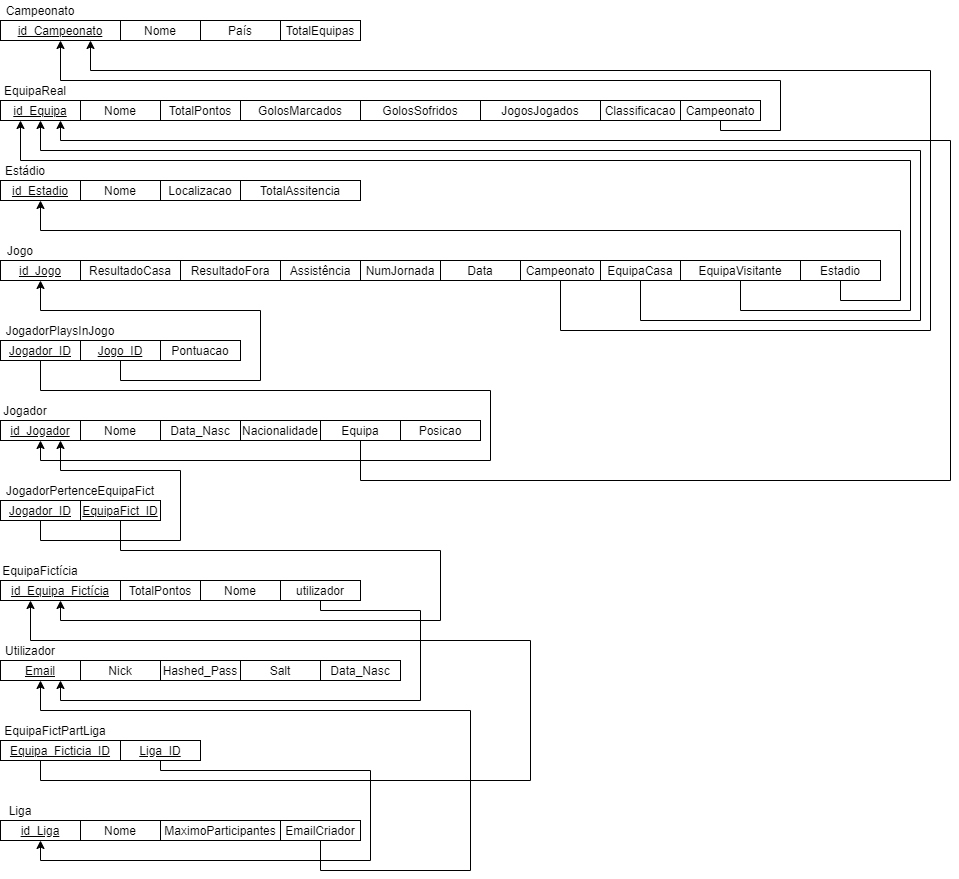 Campeonato
id_Campeonato Nome País TotalEquipas
EquipaReal
id_Equipa Nome TotalPontos GolosMarcados GolosSofridos JogosJogados Classificacao Campeonato
Estádio
id_Estadio Nome Localizacao TotalAssitencia
Jogo
id_Jogo ResultadoCasa ResultadoFora Assistência NumJornada Data Campeonato EquipaCasa EquipaVisitante Estadio
JogadorPlaysInJogo
Jogador_ID Jogo_ID Pontuacao
Jogador
id_Jogador Nome Data_Nasc Nacionalidade Equipa Posicao
JogadorPertenceEquipaFict
Jogador_ID EquipaFict_ID
EquipaFictícia
id_Equipa_Fictícia TotalPontos Nome utilizador
Utilizador
Email Nick Hashed_Pass Salt Data_Nasc
EquipaFictPartLiga
Equipa_Ficticia_ID Liga_ID
Liga
id_Liga Nome MaximoParticipantes EmailCriador